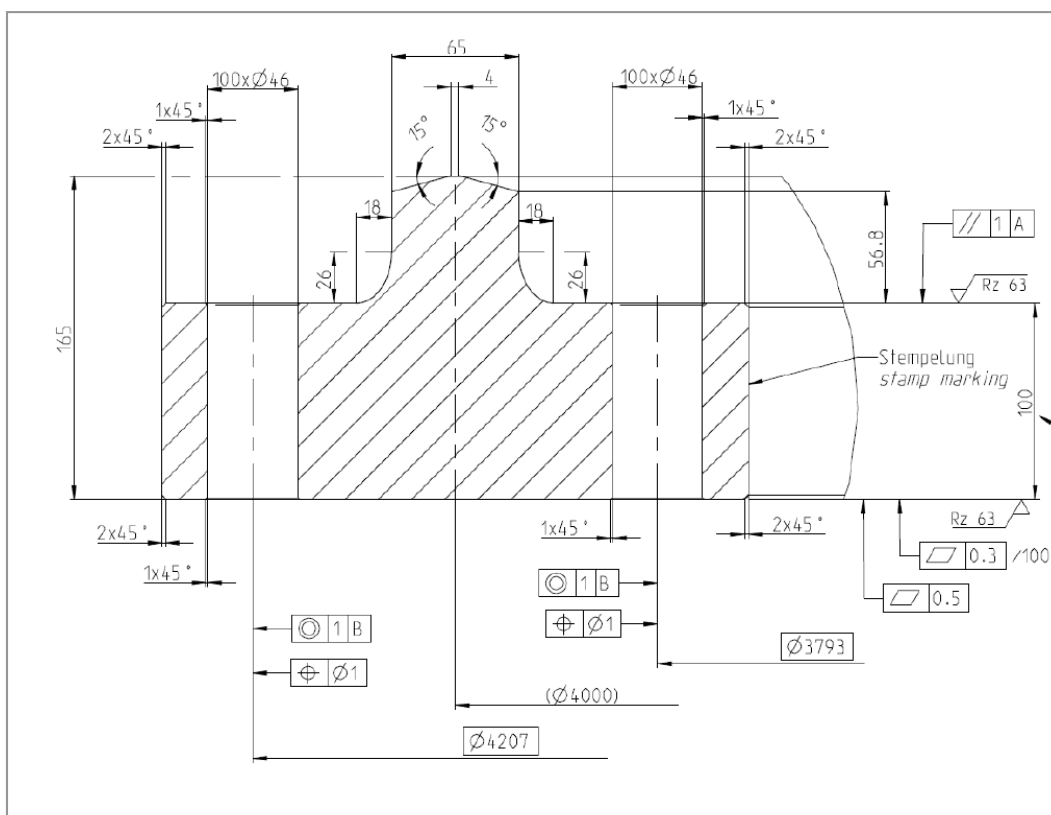 65
4
100xØ46
100xØ46
1x45°
1x45°
2x45°
2x45°
15°
15°
18
18
26
26
56.8
165
// 1 A
Rz 63
Stempelung
stamp marking
100
2x45°
1x45°
1x45°
2x45°
Rz 63
0.3 /100
0.5
◎ 1 B
⌖ Ø1
◎ 1 B
⌖ Ø1
Ø3793
(Ø4000)
Ø4207